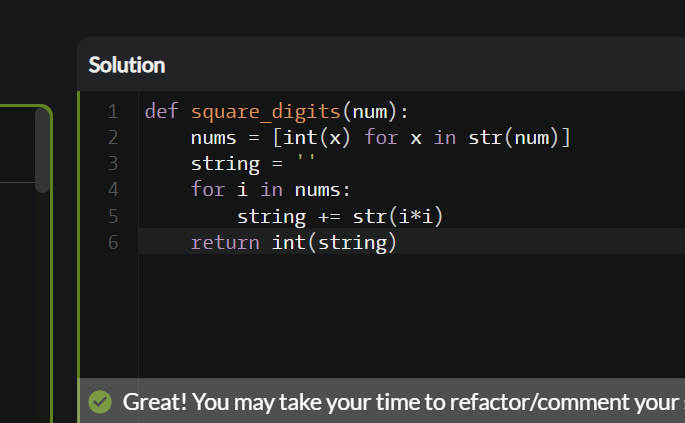 Solution
1 def square_digits(num):
2     nums = [int(x) for x in str(num)]
3     string = ''
4     for i in nums:
5         string += str(i*i)
6     return int(string)
Great! You may take your time to refactor/comment your